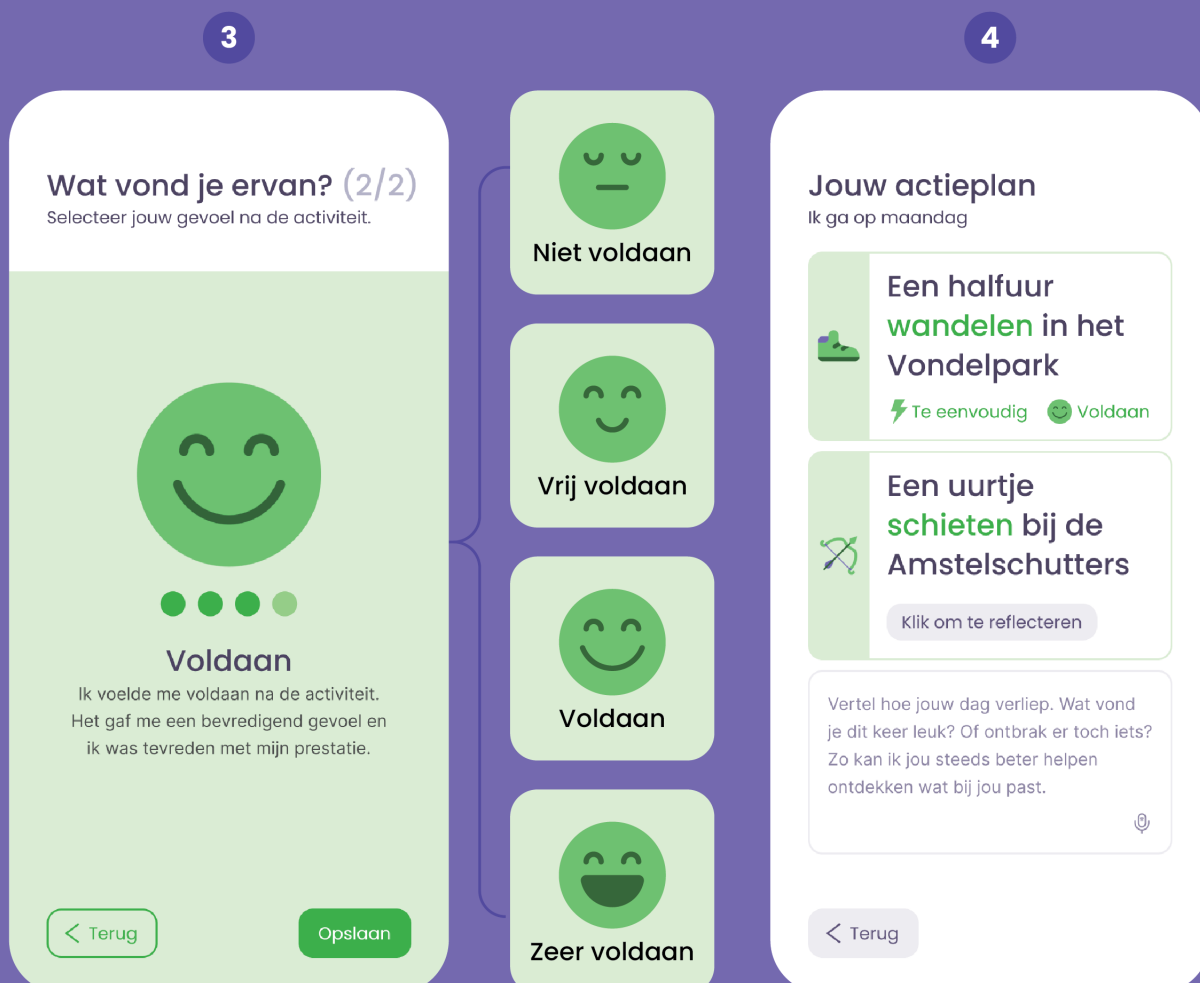 3
Wat vond je ervan? (2/2)
Selecteer jouw gevoel na de activiteit.
Voldaan
Ik voelde me voldaan na de activiteit.
Het gaf me een bevredigend gevoel en
ik was tevreden met mijn prestatie.
Terug
Opslaan
Niet voldaan
Vrij voldaan
Voldaan
Zeer voldaan
4
Jouw actieplan
Ik ga op maandag
Een halfuur
wandelen in het
Vondelpark
Te eenvoudig
Voldaan
Een uurtje
schieten bij de
Amstelschutters
Klik om te reflecteren
Vertel hoe jouw dag verliep. Wat vond
je dit keer leuk? Of ontbrak er toch iets?
Zo kan ik jou steeds beter helpen
ontdekken wat bij jou past.
Terug